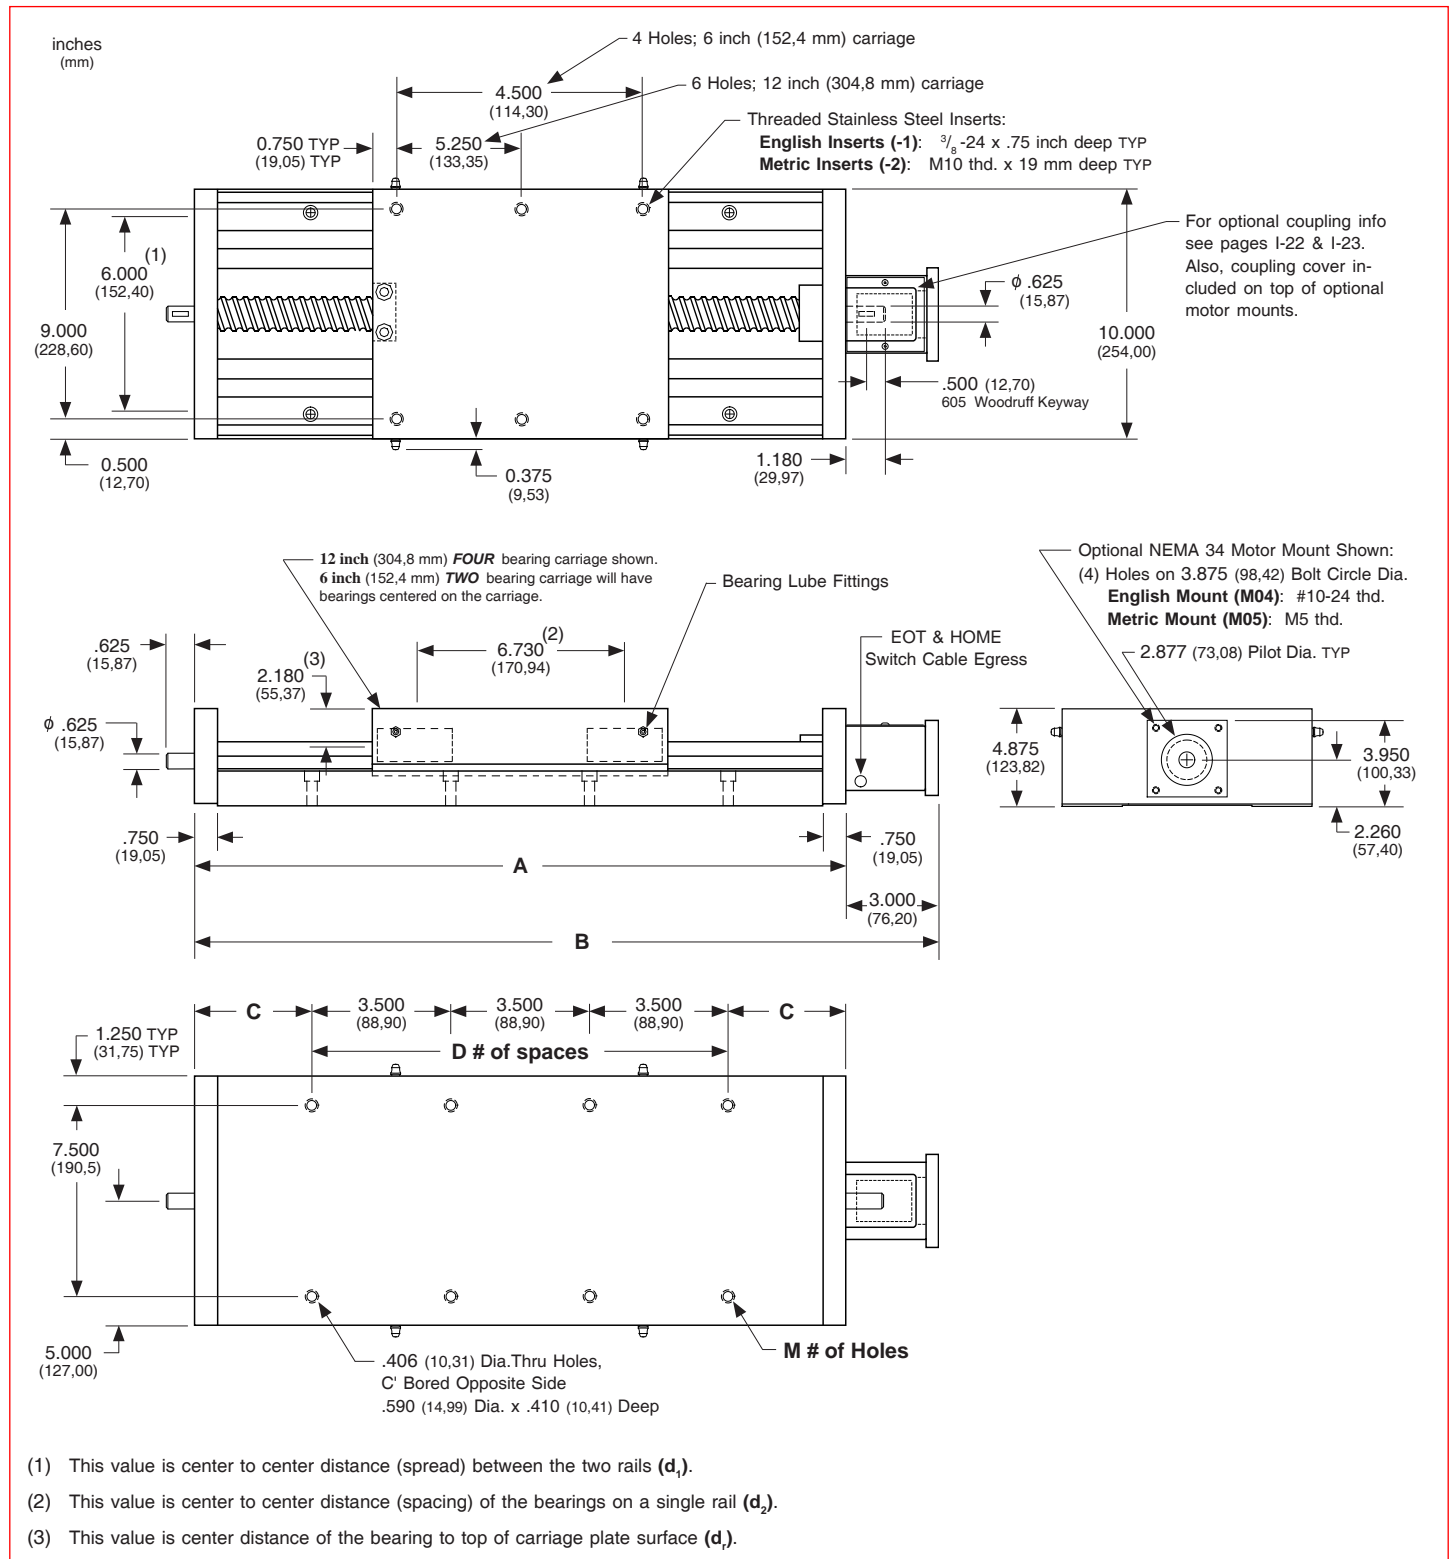 inches
(mm)
4 Holes; 6 inch (152,4 mm) carriage
4.500
(114,30)
6 Holes; 12 inch (304,8 mm) carriage
0.750 TYP
(19,05) TYP
5.250
(133,35)
Threaded Stainless Steel Inserts:
English Inserts (-1): 3/8 -24 x .75 inch deep TYP
Metric Inserts (-2): M10 thd. x 19 mm deep TYP
For optional coupling info
see pages I-22 & I-23.
Also, coupling cover in-
cluded on top of optional
motor mounts.
(1)
6.000
(152,40)
9.000
(228,60)
ϕ .625
(15,87)
10.000
(254,00)
.500 (12,70)
605 Woodruff Keyway
0.500
(12,70)
0.375
(9,53)
1.180
(29,97)
12 inch (304,8 mm) FOUR bearing carriage shown.
6 inch (152,4 mm) TWO bearing carriage will have
bearings centered on the carriage.
Bearing Lube Fittings
Optional NEMA 34 Motor Mount Shown:
(4) Holes on 3.875 (98,42) Bolt Circle Dia.
English Mount (M04): #10-24 thd.
Metric Mount (M05): M5 thd.
2.877 (73,08) Pilot Dia. TYP
.625
(15,87)
(3)
2.180
(55,37)
(2)
6.730
(170,94)
EOT & HOME
Switch Cable Egress
ϕ .625
(15,87)
4.875
(123,82)
3.950
(100,33)
2.260
(57,40)
.750
(19,05)
.750
(19,05)
A
3.000
(76,20)
B
C
3.500
(88,90)
3.500
(88,90)
3.500
(88,90)
C
1.250 TYP
(31,75) TYP
D # of spaces
7.500
(190,5)
5.000
(127,00)
.406 (10,31) Dia.Thru Holes,
C' Bored Opposite Side
.590 (14,99) Dia. x .410 (10,41) Deep
M # of Holes
(1) This value is center to center distance (spread) between the two rails (d1).
(2) This value is center to center distance (spacing) of the bearings on a single rail (d2).
(3) This value is center distance of the bearing to top of carriage plate surface (dr).